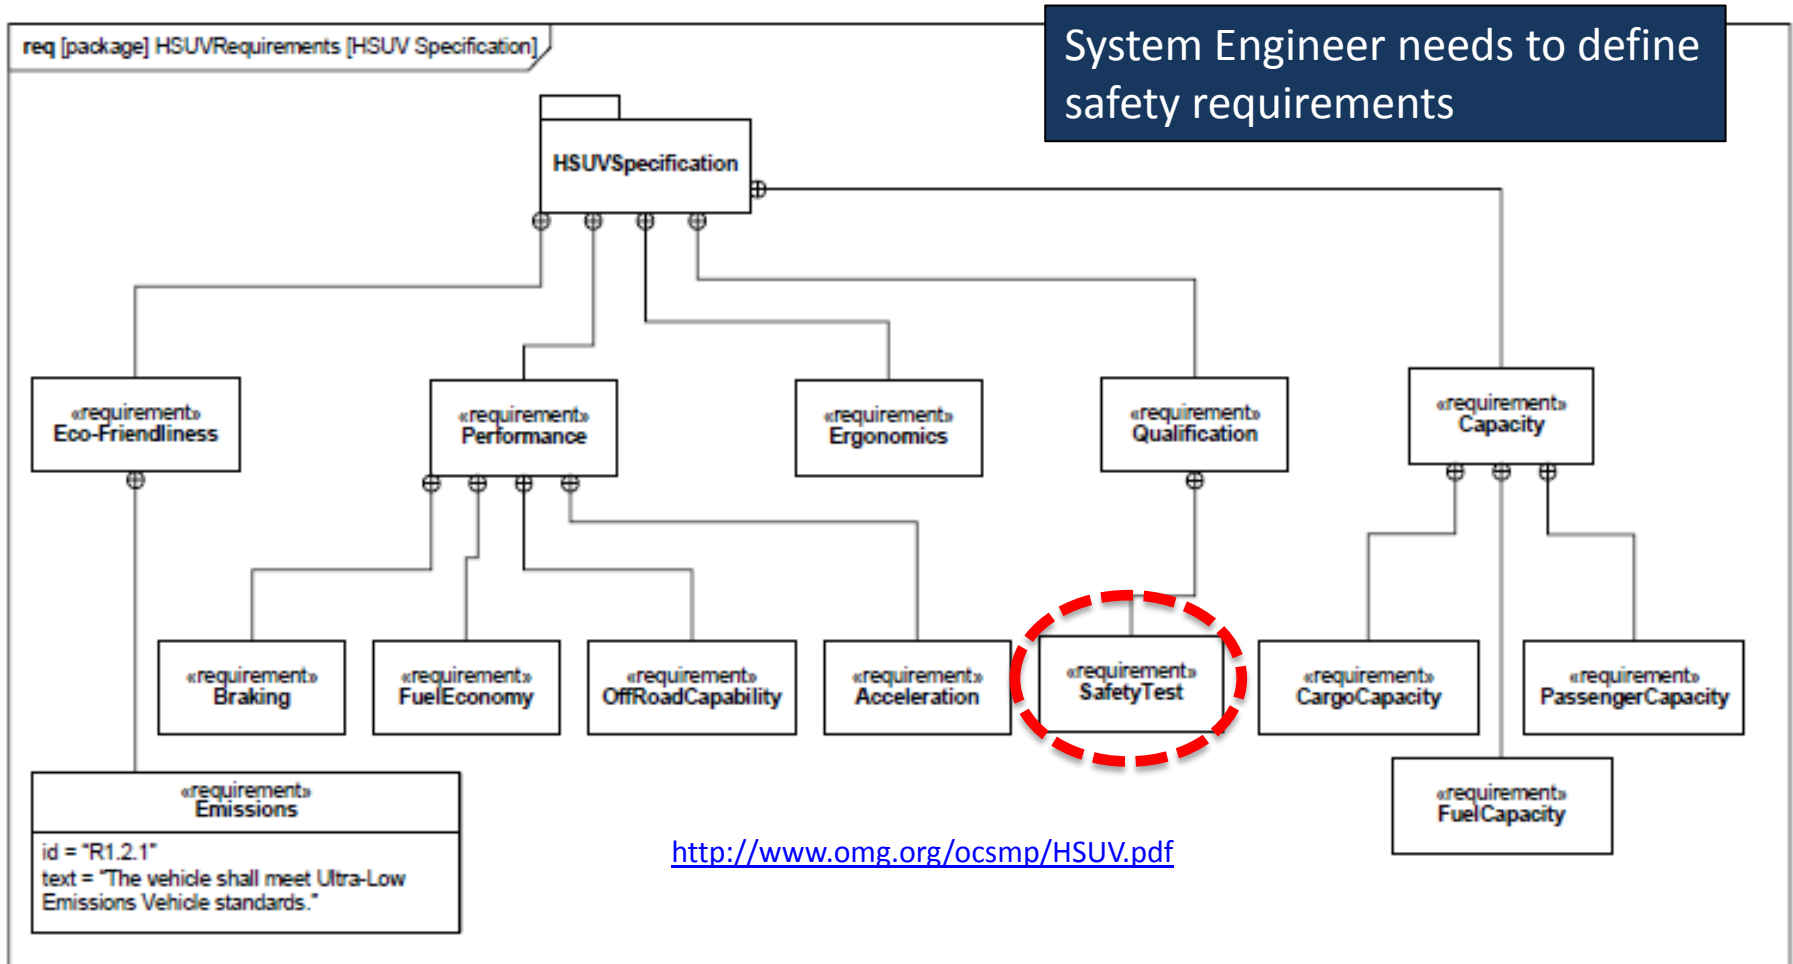 req [package] HSUVRequirements [HSUV Specification]
System Engineer needs to define
safety requirements
HSUVSpecification
«requirement»
Eco-Friendliness
«requirement»
Performance
«requirement»
Ergonomics
«requirement»
Qualification
«requirement»
Capacity
«requirement»
Braking
«requirement»
FuelEconomy
«requirement»
OffRoadCapability
«requirement»
Acceleration
«requirement»
SafetyTest
«requirement»
CargoCapacity
«requirement»
PassengerCapacity
«requirement»
Emissions
id = "R1.2.1"
text = "The vehicle shall meet Ultra-Low
Emissions Vehicle standards."
«requirement»
FuelCapacity
http://www.omg.org/ocsmp/HSUV.pdf